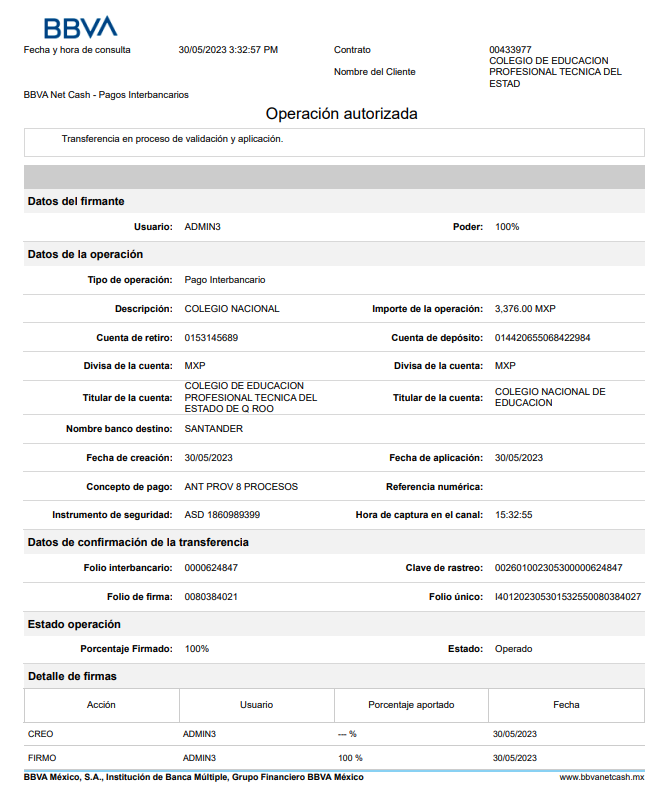 BBVA
Fecha y hora de consulta 30/05/2023 3:32:57 PM Contrato 00433977
Nombre del Cliente COLEGIO DE EDUCACION
PROFESIONAL TECNICA DEL
ESTAD
BBVA Net Cash - Pagos Interbancarios
Operación autorizada
Transferencia en proceso de validación y aplicación.
Datos del firmante
Usuario: ADMIN3 Poder: 100%
Datos de la operación
Tipo de operación: Pago Interbancario
Descripción: COLEGIO NACIONAL Importe de la operación: 3,376.00 MXP
Cuenta de retiro: 0153145689 Cuenta de depósito: 014420655068422984
Divisa de la cuenta: MXP Divisa de la cuenta: MXP
Titular de la cuenta: COLEGIO DE EDUCACION
PROFESIONAL TECNICA DEL
ESTADO DE Q ROO
Titular de la cuenta: COLEGIO NACIONAL DE
EDUCACION
Nombre banco destino: SANTANDER
Fecha de creación: 30/05/2023 Fecha de aplicación: 30/05/2023
Concepto de pago: ANT PROV 8 PROCESOS Referencia numérica:
Instrumento de seguridad: ASD 1860989399 Hora de captura en el canal: 15:32:55
Datos de confirmación de la transferencia
Folio interbancario: 0000624847 Clave de rastreo: 002601002305300000624847
Folio de firma: 0080384021 Folio único: I401202305301532550080384027
Estado operación
Porcentaje Firmado: 100% Estado: Operado
Detalle de firmas
Acción Usuario Porcentaje aportado Fecha
CREO ADMIN3 --- % 30/05/2023
FIRMO ADMIN3 100 % 30/05/2023
BBVA México, S.A., Institución de Banca Múltiple, Grupo Financiero BBVA México www.bbvanetcash.mx